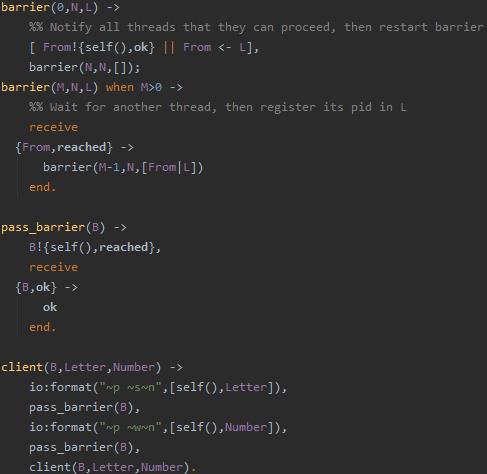 barrier(0,N,L) ->
    %% Notify all threads that they can proceed, then restart barrier
    [ From!{self(),ok} || From <- L],
    barrier(N,N,[]);
barrier(M,N,L) when M>0 ->
    %% Wait for another thread, then register its pid in L
    receive
  {From,reached} ->
      barrier(M-1,N,[From|L])
    end.

pass_barrier(B) ->
    B!{self(),reached},
    receive
  {B,ok} ->
      ok
    end.

client(B,Letter,Number) ->
    io:format("~p ~s~n",[self(),Letter]),
    pass_barrier(B),
    io:format("~p ~w~n",[self(),Number]),
    pass_barrier(B),
    client(B,Letter,Number).